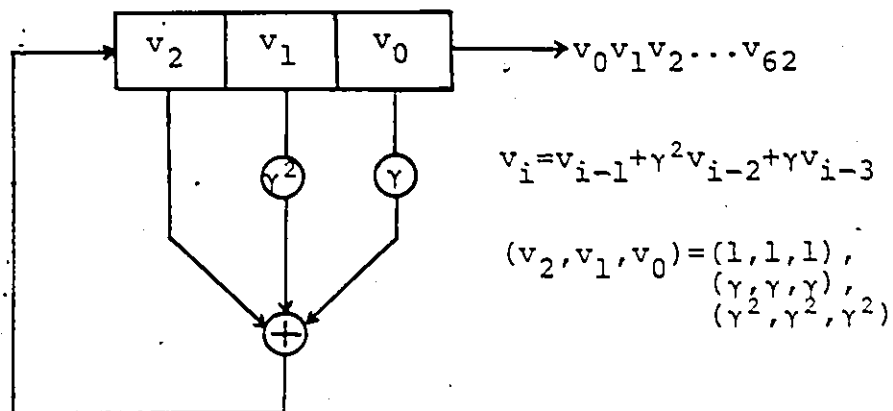 v₂ v₁ v₀ v₀v₁v₂...v₆₂
γ² γ vᵢ=vᵢ₋₁+γ²vᵢ₋₂+γvᵢ₋₃
(v₂,v₁,v₀)=(1,1,1),
(γ,γ,γ),
+ (γ²,γ²,γ²)